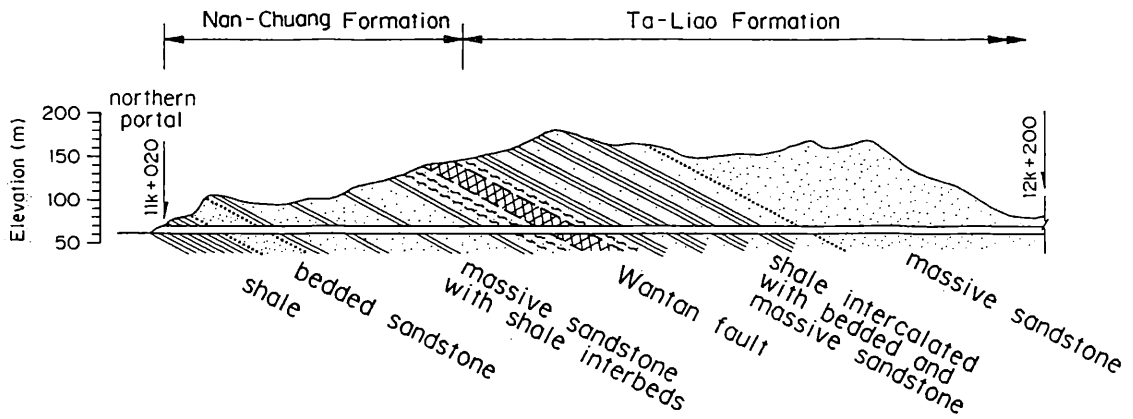 Nan-Chuang Formation
Ta-Liao Formation
northern
portal
Elevation (m)
200
150
100
50
11k+020
12k+200
shale
bedded sandstone
massive sandstone
with shale interbeds
Wantan fault
shale intercalated
with bedded and
massive sandstone
massive sandstone